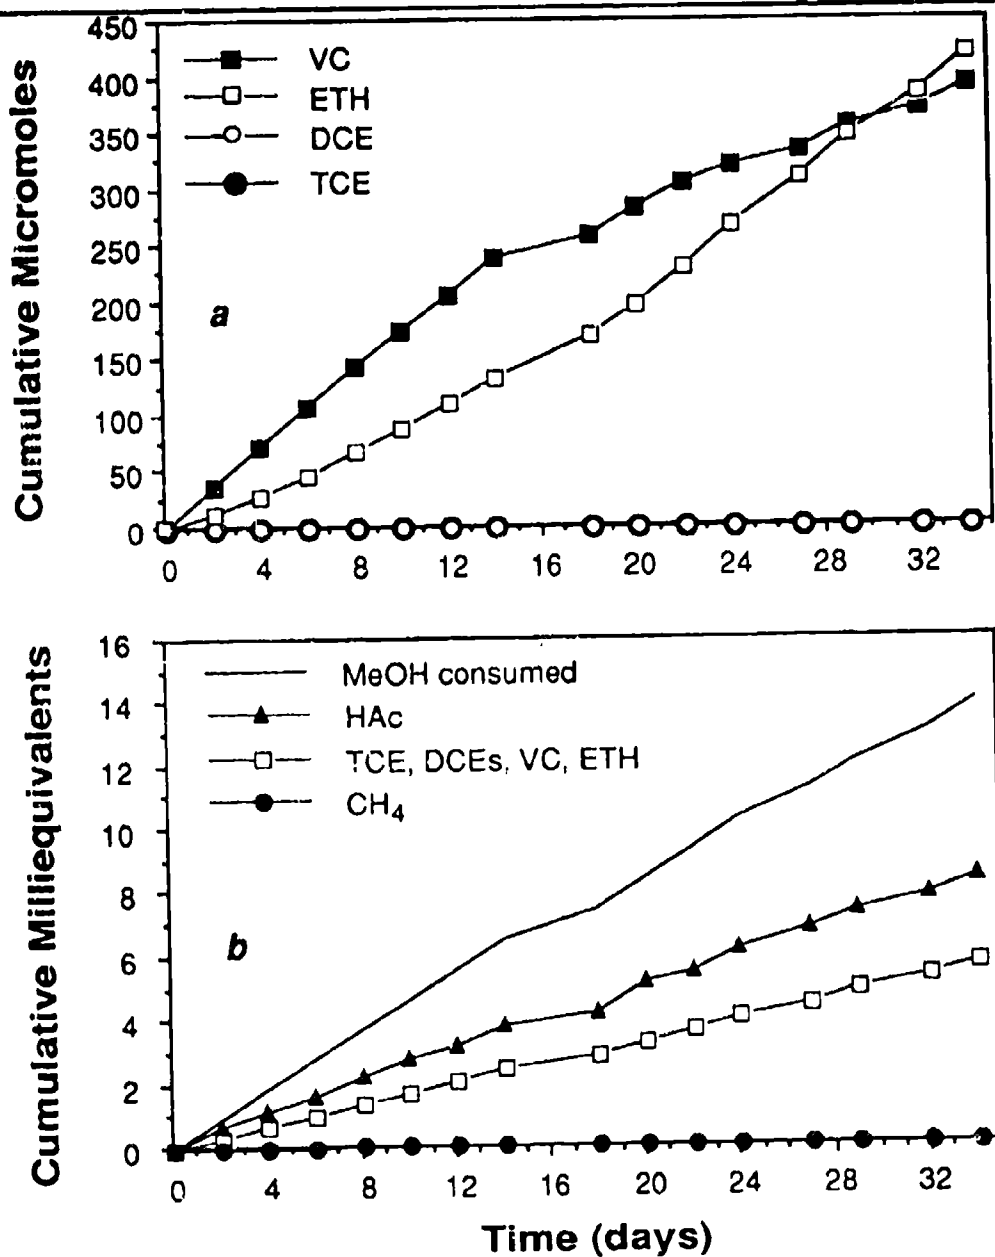 450
400
350
300
250
200
150
100
50
0
Cumulative Micromoles
VC
ETH
DCE
TCE
a
0 4 8 12 16 20 24 28 32
16
14
12
10
8
6
4
2
0
Cumulative Milliequivalents
MeOH consumed
HAc
TCE, DCEs, VC, ETH
CH4
b
0 4 8 12 16 20 24 28 32
Time (days)